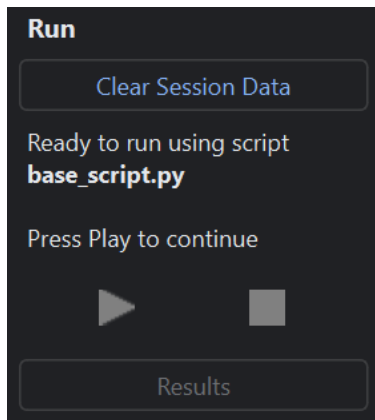 Run
Clear Session Data
Ready to run using script
base_script.py
Press Play to continue
Results